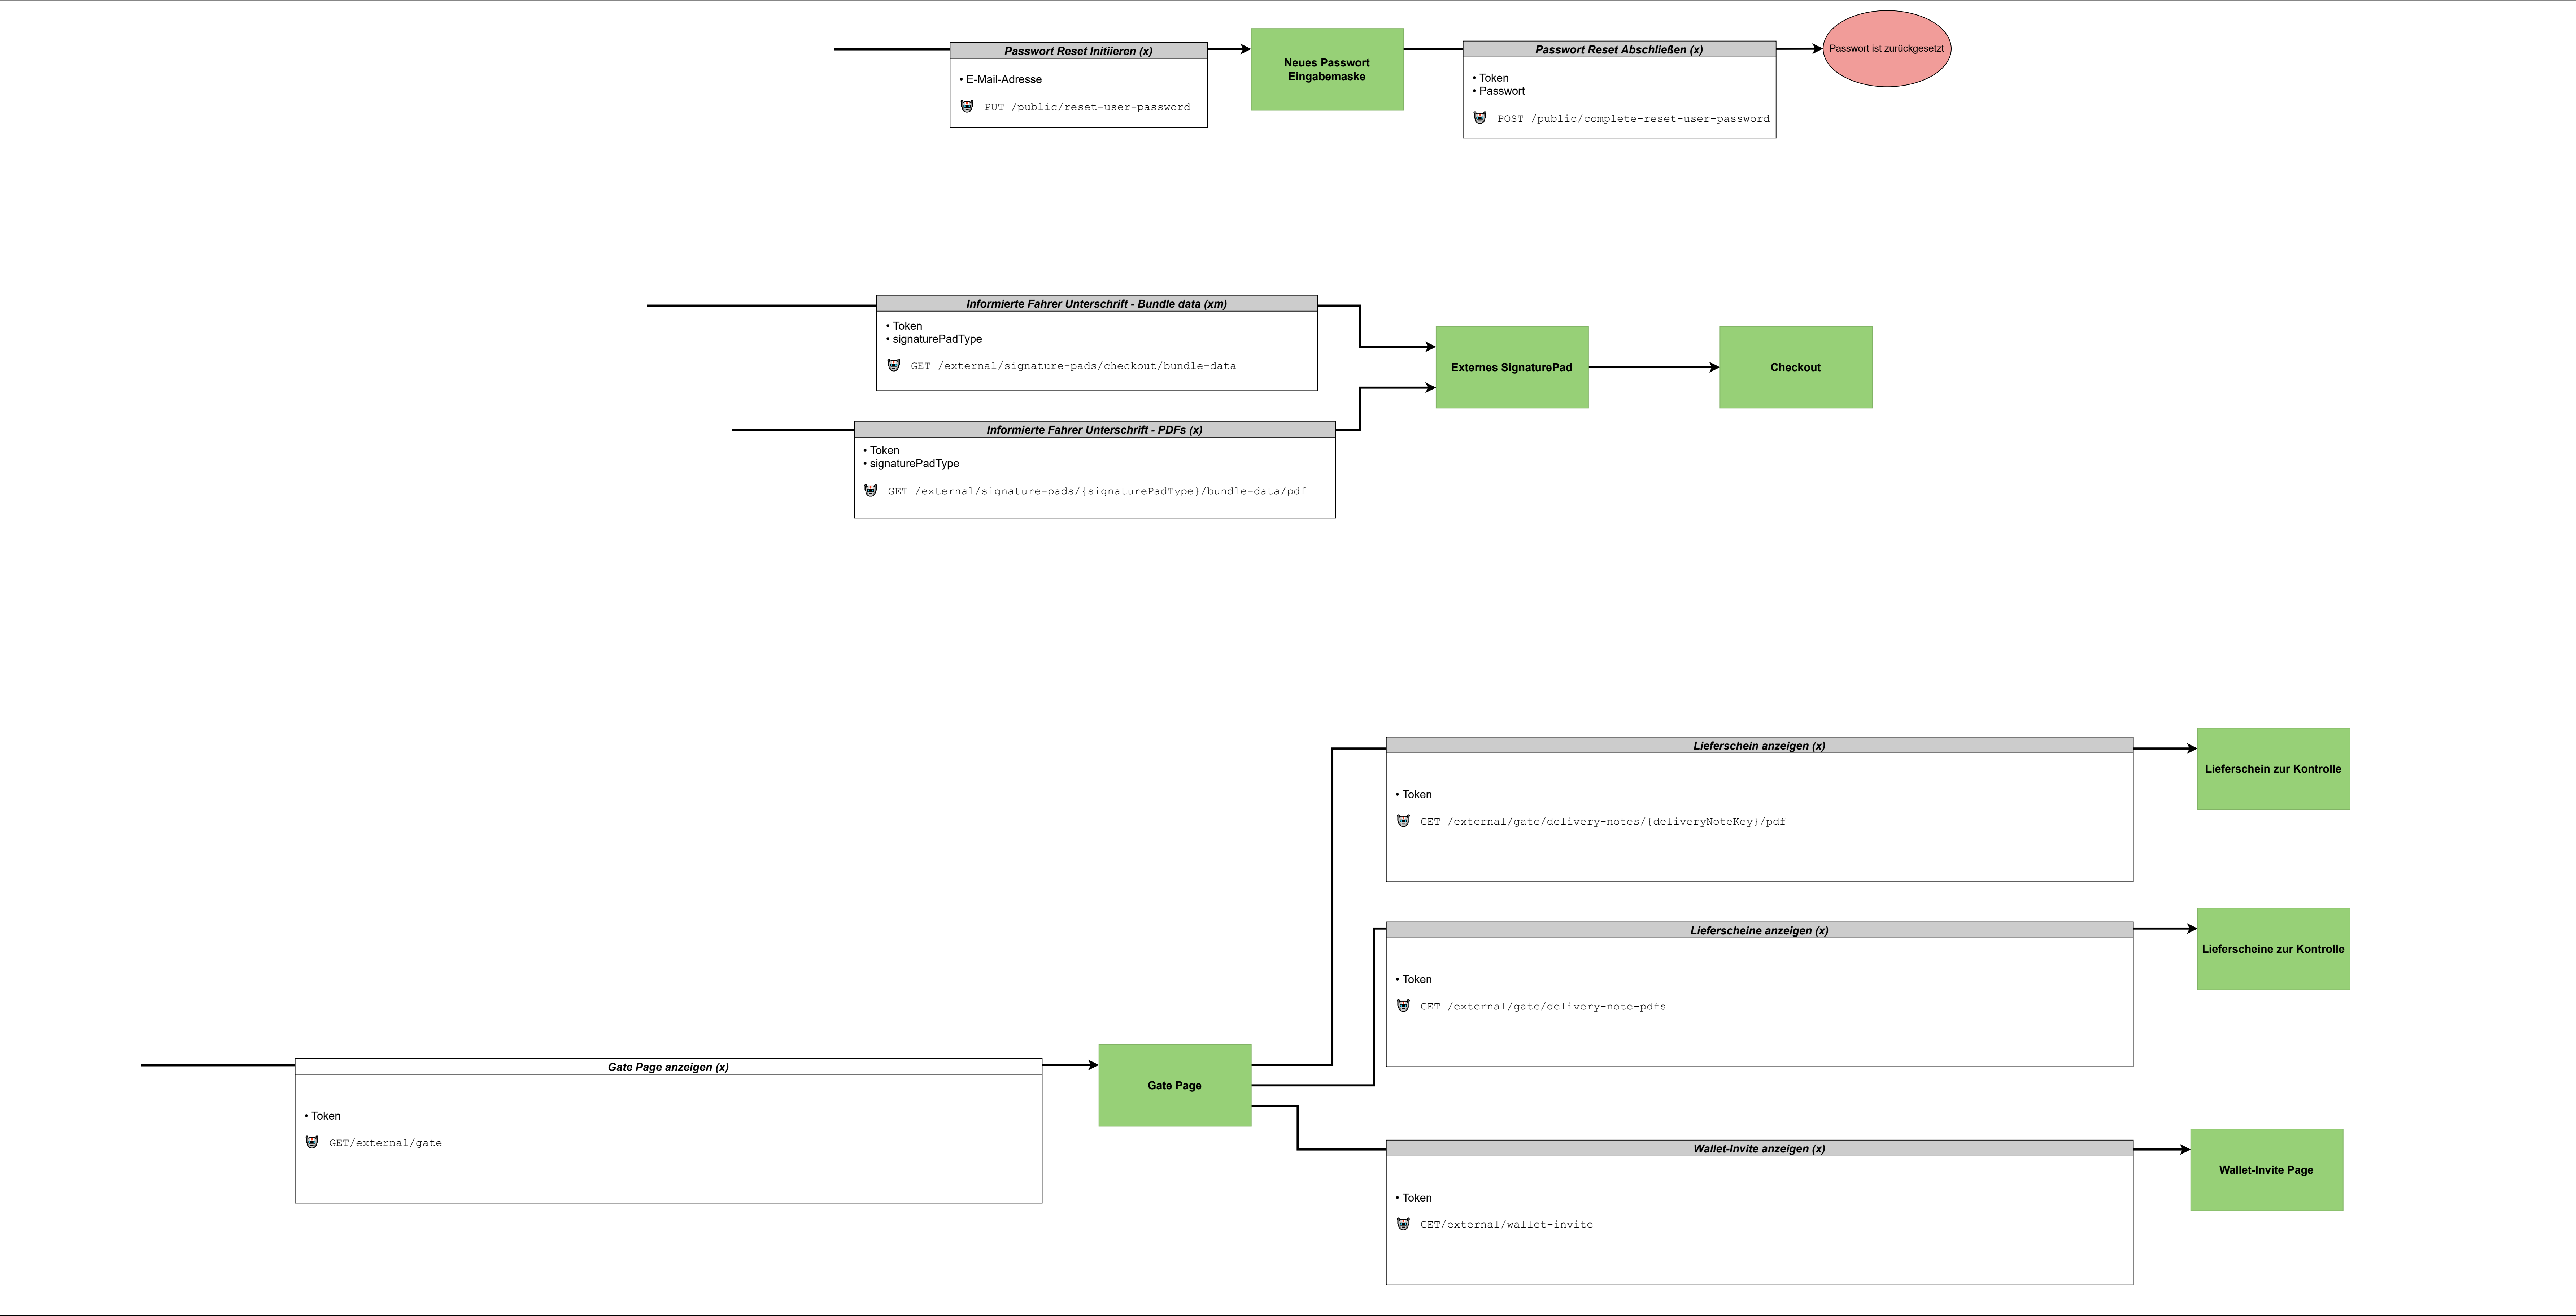 Passwort Reset Initiieren (x)
• E-Mail-Adresse
PUT /public/reset-user-password
Neues Passwort
Eingabemaske
Passwort Reset Abschließen (x)
• Token
• Passwort
POST /public/complete-reset-user-password
Passwort ist zurückgesetzt
Informierte Fahrer Unterschrift - Bundle data (xm)
• Token
• signaturePadType
GET /external/signature-pads/checkout/bundle-data
Informierte Fahrer Unterschrift - PDFs (x)
• Token
• signaturePadType
GET /external/signature-pads/{signaturePadType}/bundle-data/pdf
Externes SignaturePad
Checkout
Gate Page anzeigen (x)
• Token
GET/external/gate
Gate Page
Lieferschein anzeigen (x)
• Token
GET /external/gate/delivery-notes/{deliveryNoteKey}/pdf
Lieferschein zur Kontrolle
Lieferscheine anzeigen (x)
• Token
GET /external/gate/delivery-note-pdfs
Lieferscheine zur Kontrolle
Wallet-Invite anzeigen (x)
• Token
GET/external/wallet-invite
Wallet-Invite Page